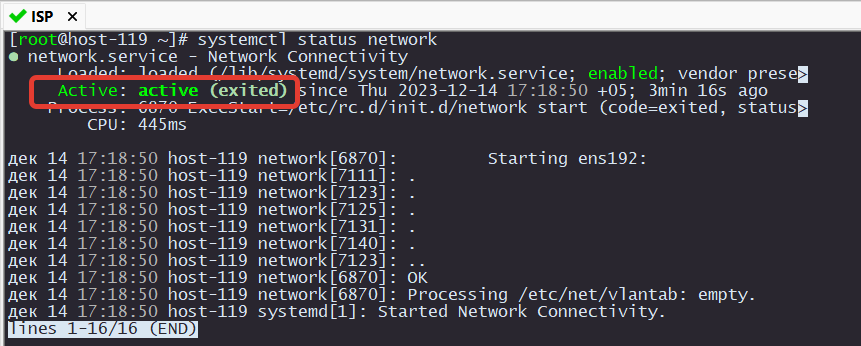 ISP
[root@host-119 ~]# systemctl status network
● network.service - Network Connectivity
Loaded: loaded (/lib/systemd/system/network.service; enabled; vendor prese>
Active: active (exited) since Thu 2023-12-14 17:18:50 +05; 3min 16s ago
Process: 6870 ExecStart=/etc/rc.d/init.d/network start (code=exited, status>
CPU: 445ms
дек 14 17:18:50 host-119 network[6870]: Starting ens192:
дек 14 17:18:50 host-119 network[7111]: .
дек 14 17:18:50 host-119 network[7123]: .
дек 14 17:18:50 host-119 network[7125]: .
дек 14 17:18:50 host-119 network[7131]: .
дек 14 17:18:50 host-119 network[7140]: .
дек 14 17:18:50 host-119 network[7123]: ..
дек 14 17:18:50 host-119 network[6870]: OK
дек 14 17:18:50 host-119 network[6870]: Processing /etc/net/vlantab: empty.
дек 14 17:18:50 host-119 systemd[1]: Started Network Connectivity.
lines 1-16/16 (END)